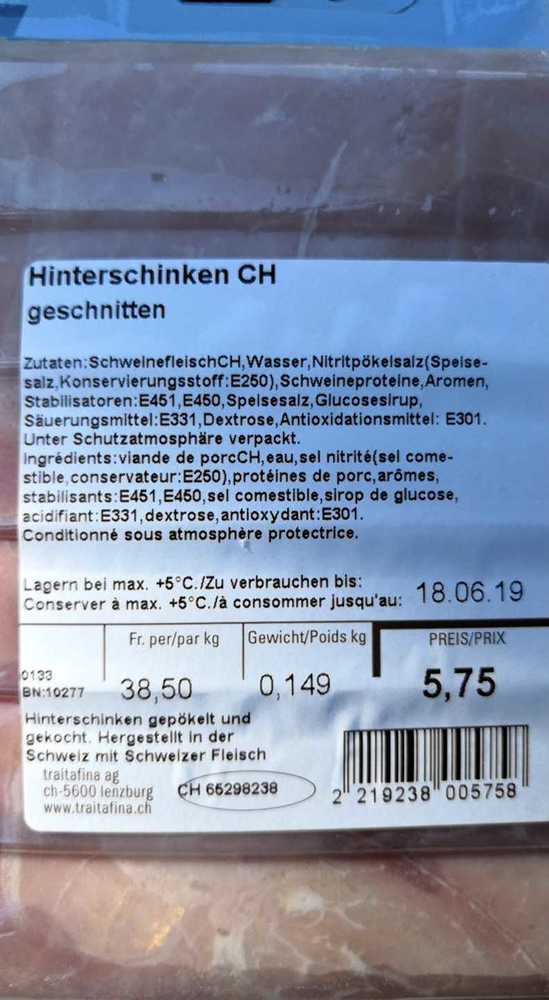 Hinterschinken CH
geschnitten
Zutaten:SchweinefleischCH,Wasser,Nitritpökelsalz(Speise-
salz,Konservierungsstoff:E250),Schweineproteine,Aromen,
Stabilisatoren:E451,E450,Speisesalz,Glucosesirup,
Säuerungsmittel:E331,Dextrose,Antioxidationsmittel: E301.
Unter Schutzatmosphäre verpackt.
Ingrédients:viande de porcCH,eau,sel nitrité(sel come-
stible,conservateur:E250),protéines de porc,arômes,
stabilisants:E451,E450,sel comestible,sirop de glucose,
acidifiant:E331,dextrose,antioxydant:E301.
Conditionné sous atmosphère protectrice.
Lagern bei max. +5°C./Zu verbrauchen bis:
Conserver à max. +5°C./à consommer jusqu'au: 18.06.19
Fr. per/par kg Gewicht/Poids kg PREIS/PRIX
0133
BN:10277 38,50 0,149 5,75
Hinterschinken gepökelt und
gekocht. Hergestellt in der
Schweiz mit Schweizer Fleisch
traitafina ag
ch-5600 lenzburg CH 65298238
www.traitafina.ch
2 219238 005758